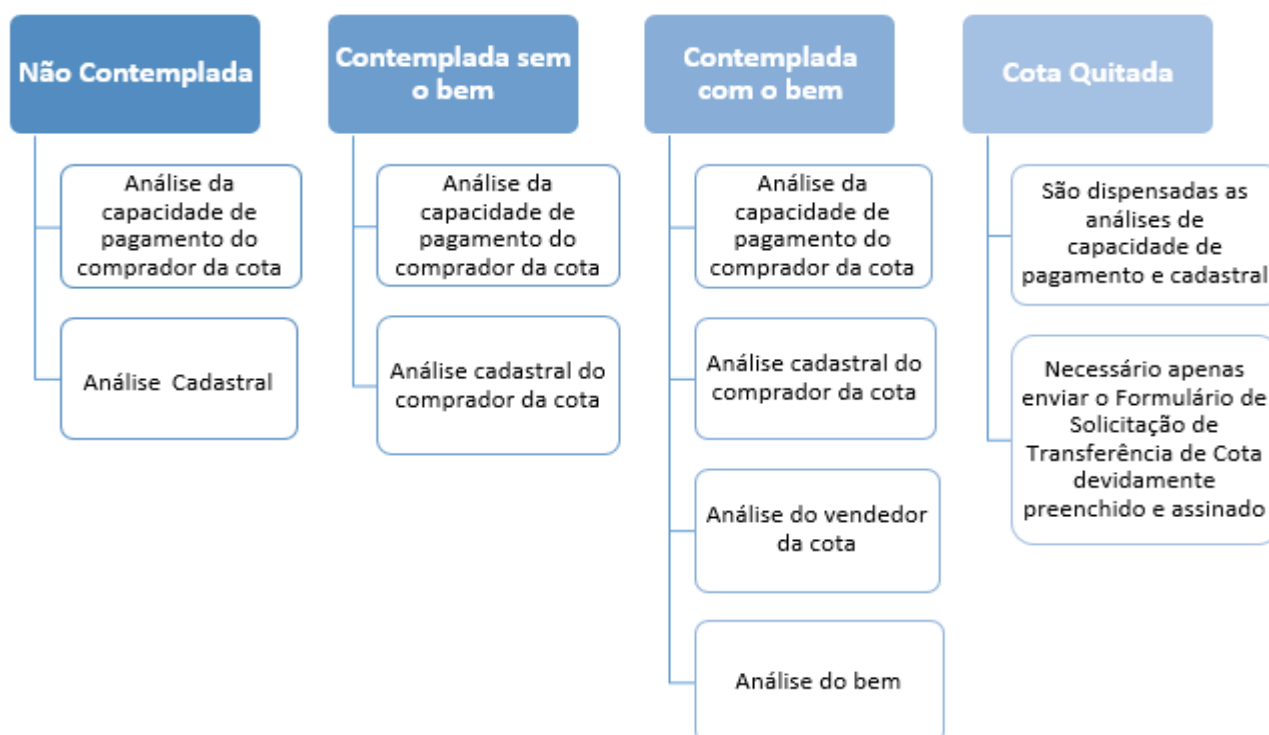 Não Contemplada
Análise da
capacidade de
pagamento do
comprador da cota
Análise Cadastral
Contemplada sem
o bem
Análise da
capacidade de
pagamento do
comprador da cota
Análise cadastral do
comprador da cota
Contemplada
com o bem
Análise da
capacidade de
pagamento do
comprador da cota
Análise cadastral do
comprador da cota
Análise do vendedor
da cota
Análise do bem
Cota Quitada
São dispensadas as
análises de
capacidade de
pagamento e cadastral
Necessário apenas
enviar o Formulário de
Solicitação de
Transferência de Cota
devidamente
preenchido e assinado